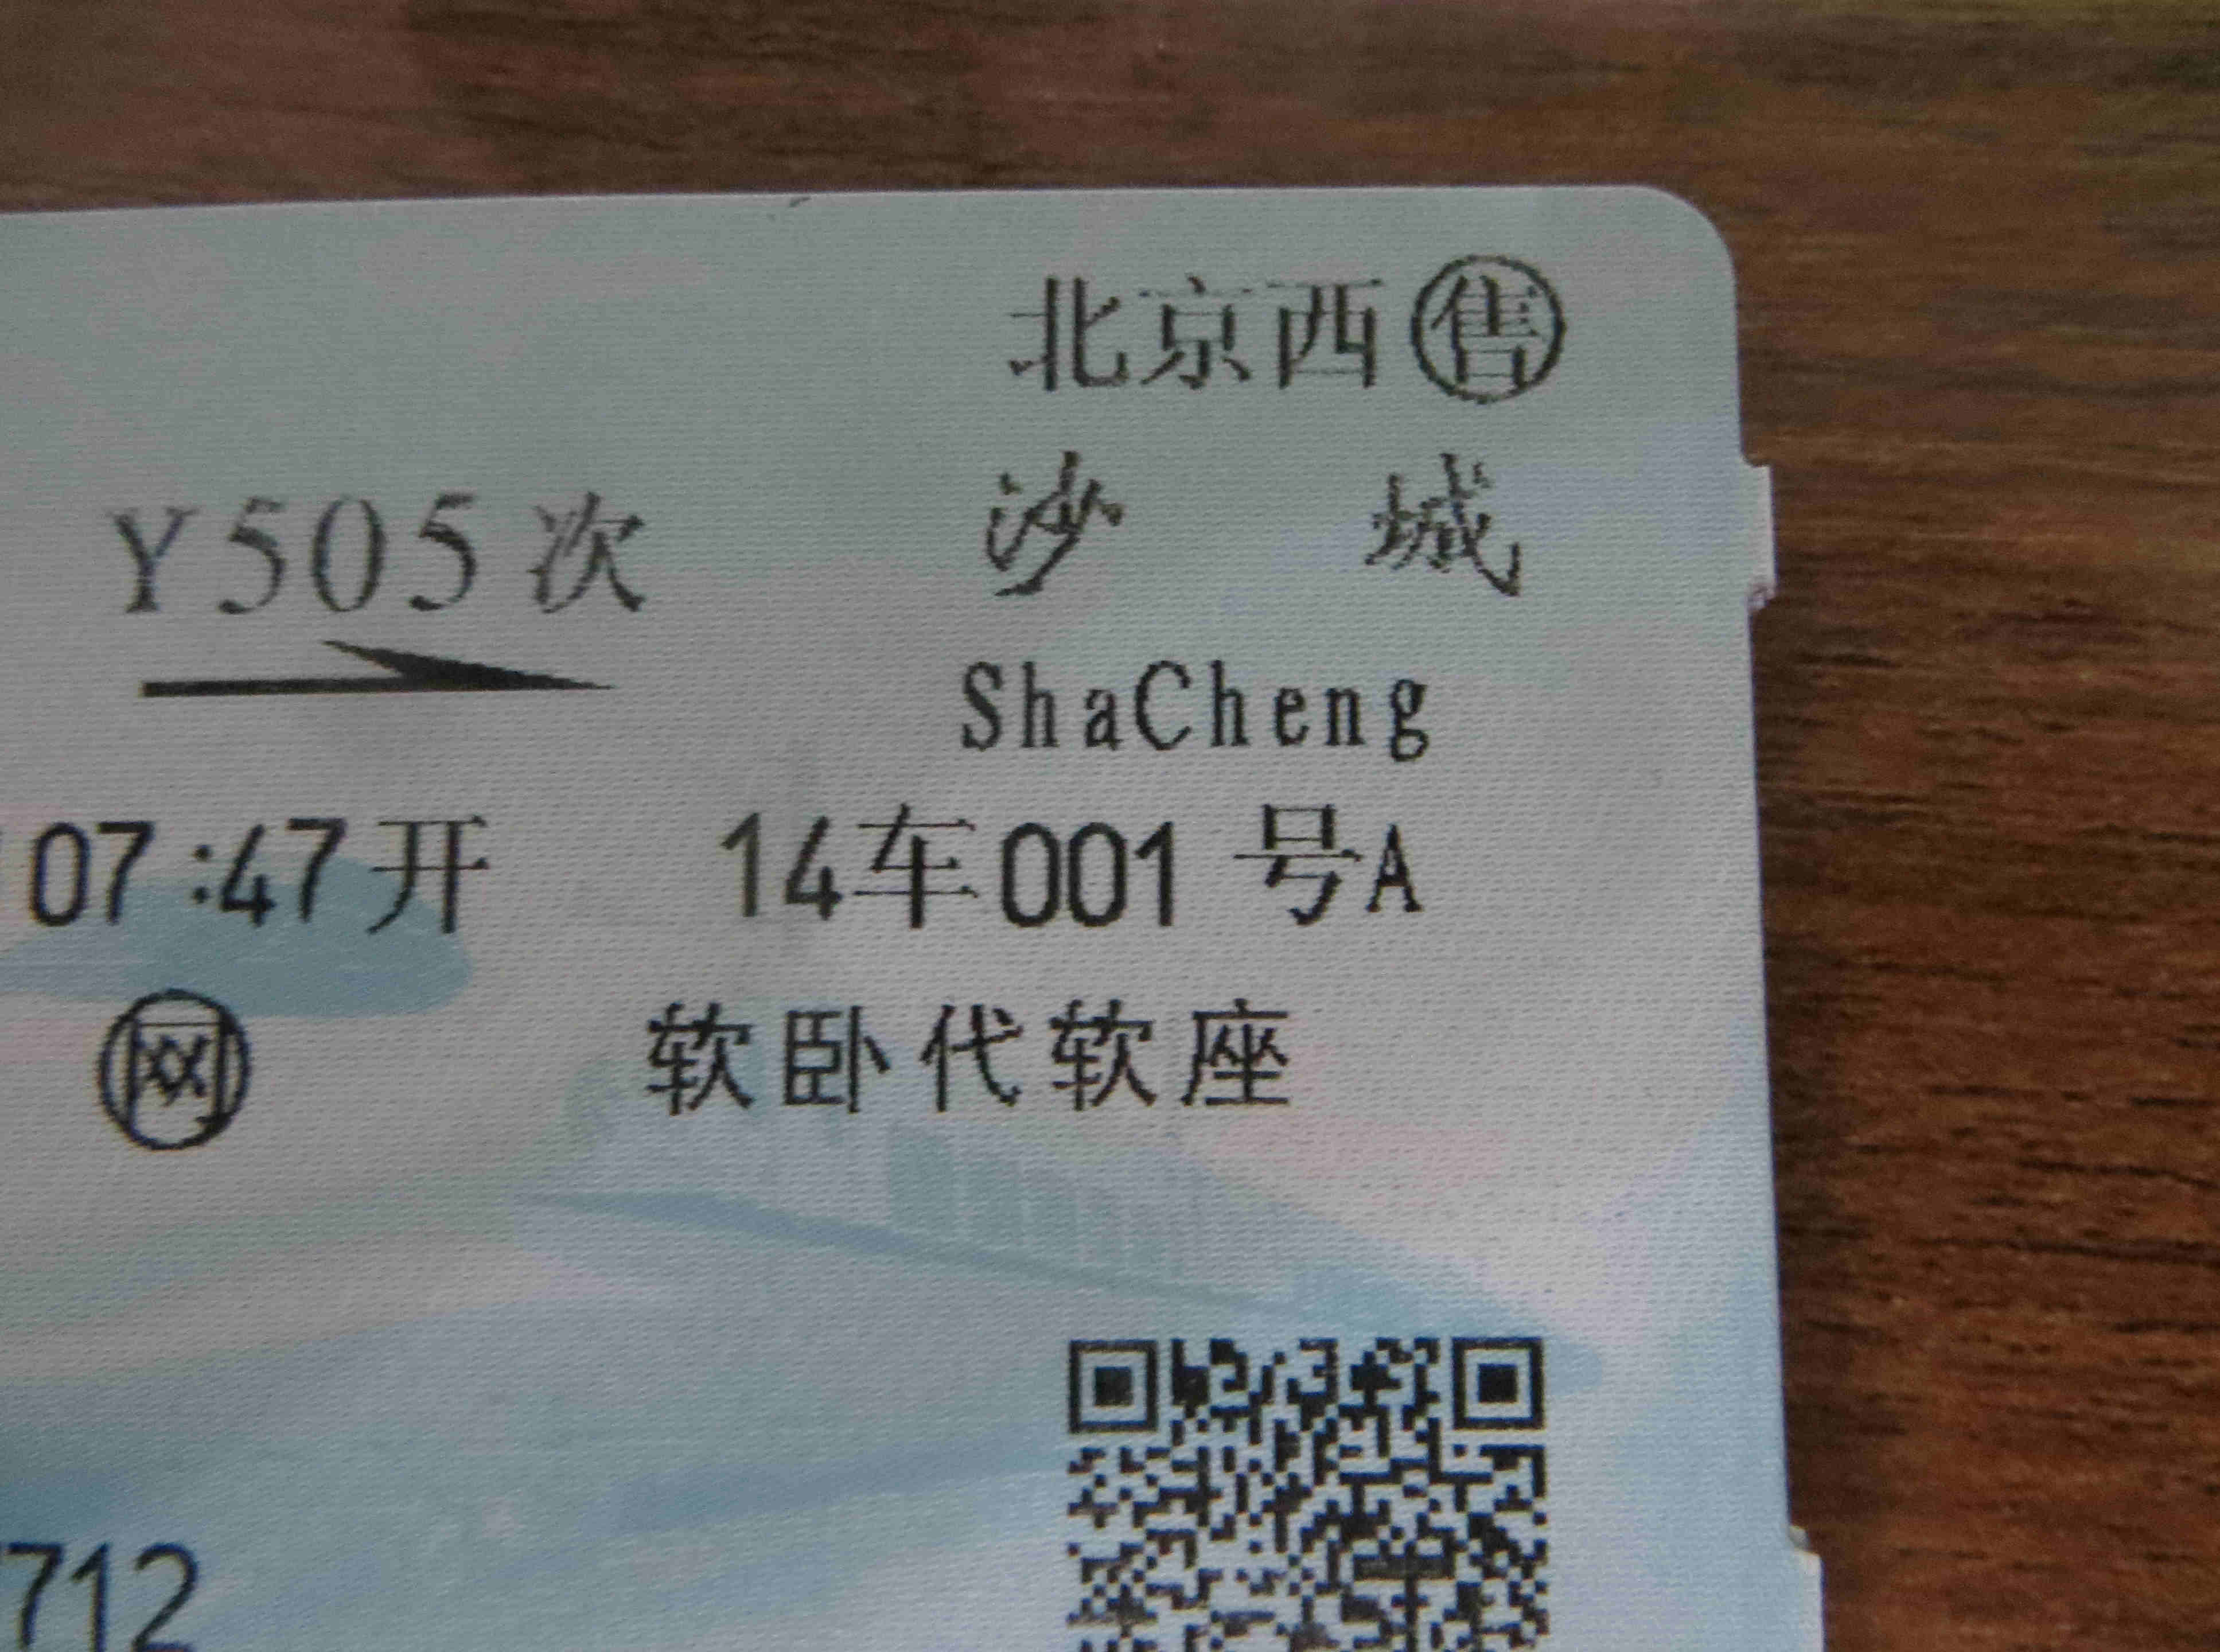 北京西售
Y505次 沙城
ShaCheng
07:47开 14车001号A
网 软卧代软座
712